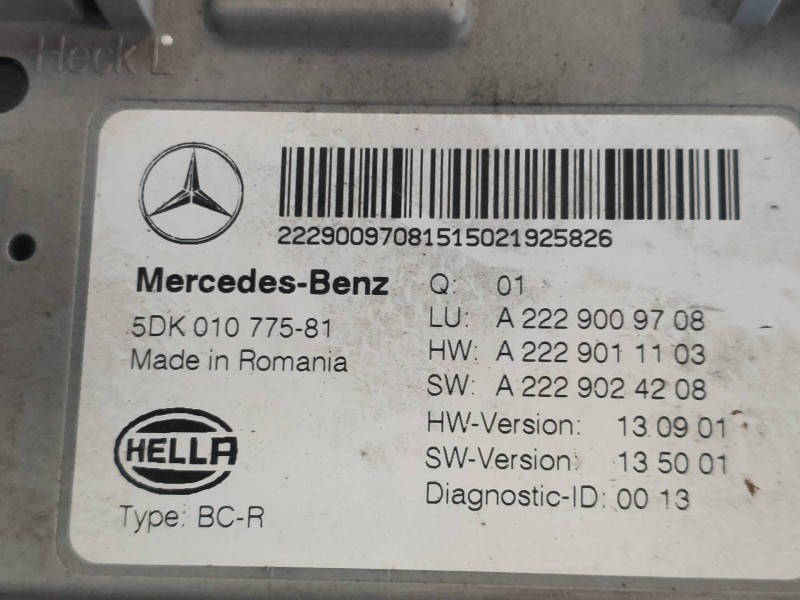 Heck L
2229009708151502192​5826
Mercedes-Benz
5DK 010 775-81
Made in Romania
HELLA
Type: BC-R
Q: 01
LU: A 222 900 97 08
HW: A 222 901 11 03
SW: A 222 902 42 08
HW-Version: 13 09 01
SW-Version: 13 50 01
Diagnostic-ID: 00 13